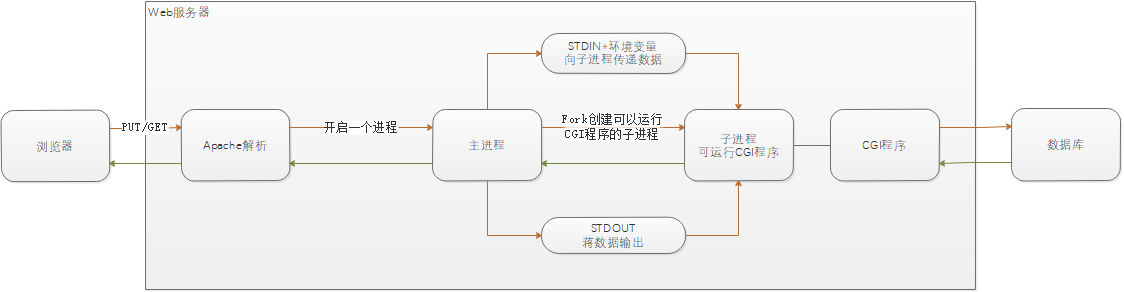 Web服务器
STDIN+环境变量
向子进程传递数据
浏览器
PUT/GET
Apache解析
开启一个进程
主进程
Fork创建可以运行
CGI程序的子进程
子进程
可运行CGI程序
CGI程序
数据库
STDOUT
蒋数据输出